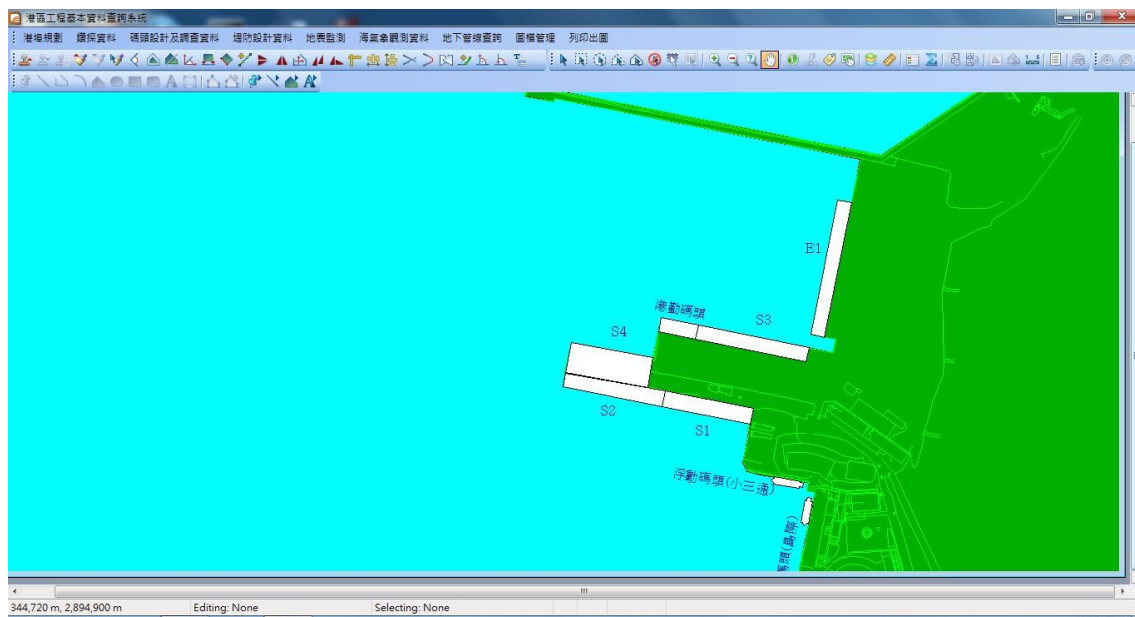 港區工程基本資料查詢系統
港埠規劃 鑽探資料 碼頭設計及調查資料 堤防設計資料 地表監測 海氣象觀測資料 地下管線查詢 圖檔管理 列印出圖
E1
港勤碼頭
S3
S4
S2
S1
浮動碼頭(小三通)
碼頭(島際)
344,720 m, 2,894,900 m Editing: None Selecting: None